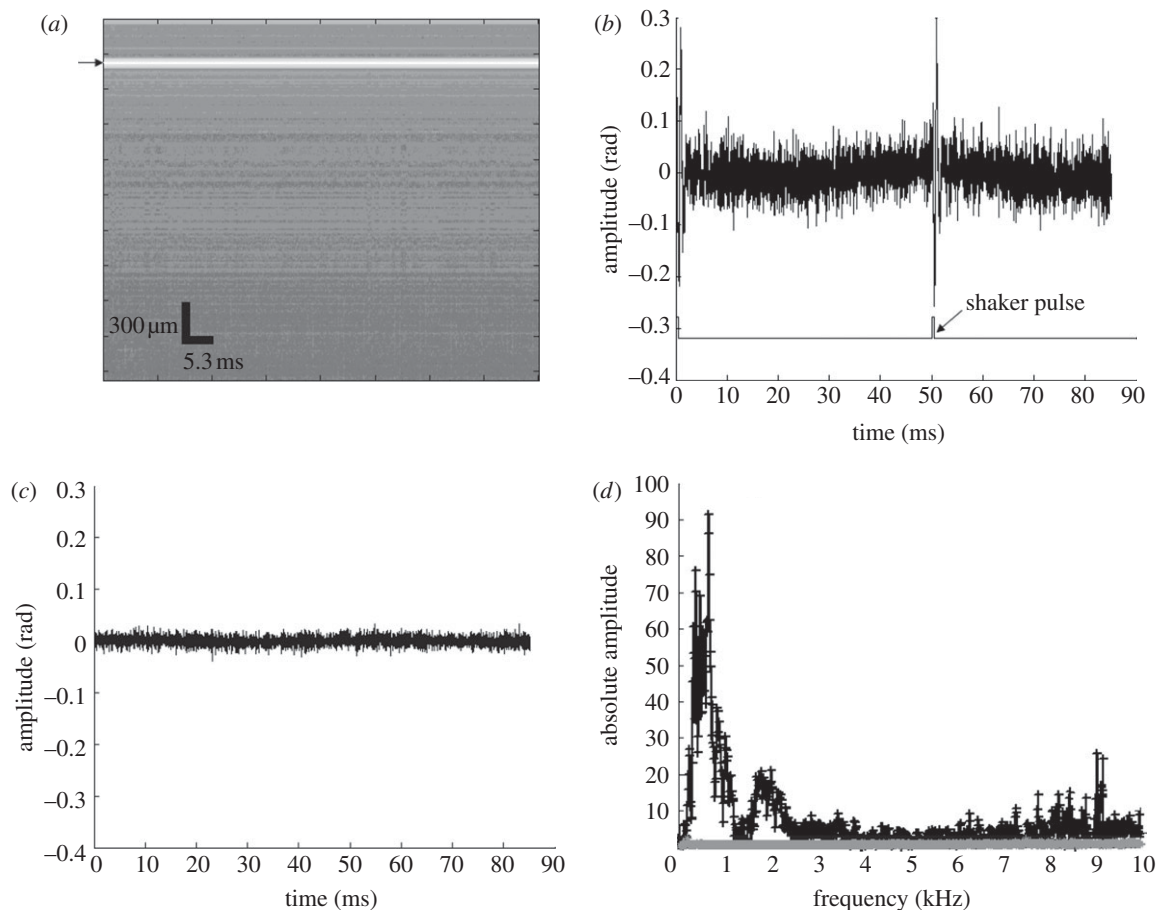 (a)
300 μm
5.3 ms
(b)
0.3
0.2
0.1
0
–0.1
–0.2
–0.3
–0.4
amplitude (rad)
shaker pulse
0 10 20 30 40 50 60 70 80 90
time (ms)
(c)
0.3
0.2
0.1
0
–0.1
–0.2
–0.3
–0.4
amplitude (rad)
0 10 20 30 40 50 60 70 80 90
time (ms)
(d)
100
90
80
70
60
50
40
30
20
10
absolute amplitude
0 1 2 3 4 5 6 7 8 9 10
frequency (kHz)